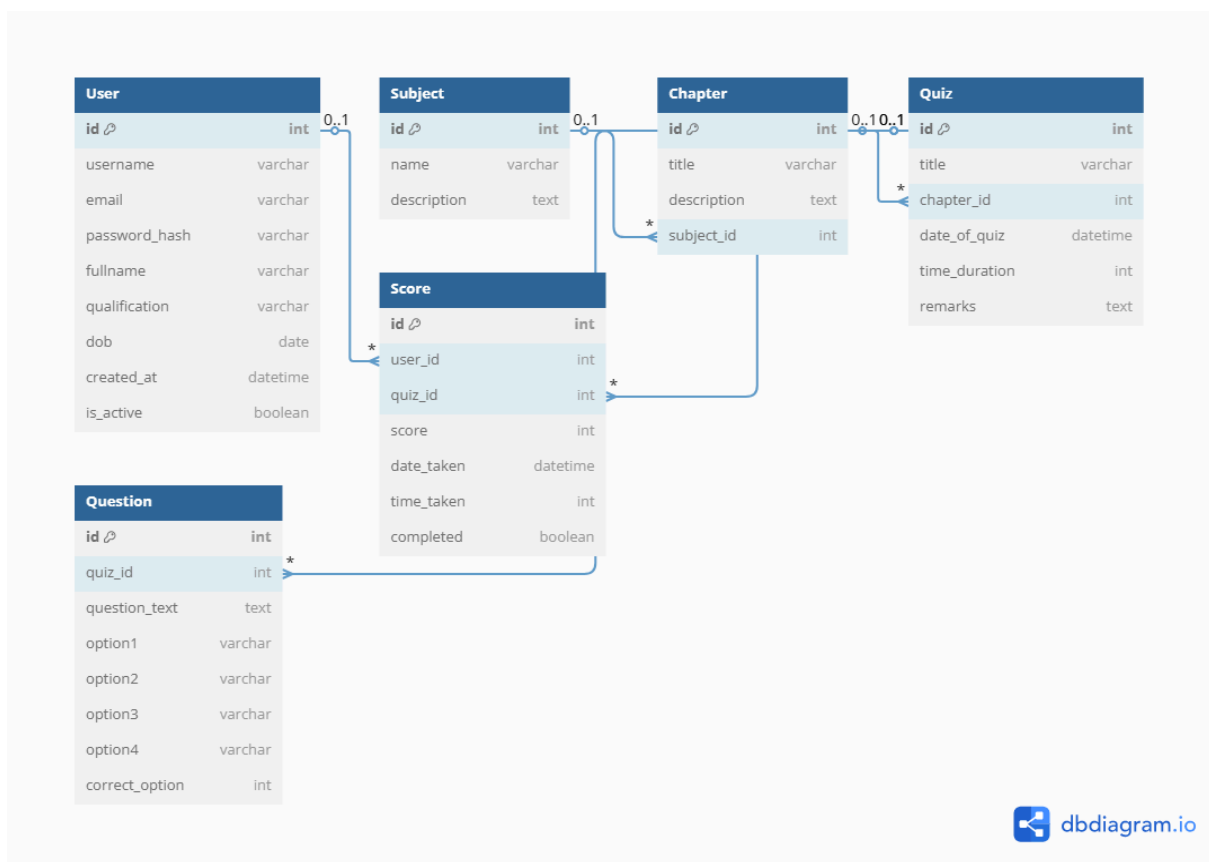 User
id int
username varchar
email varchar
password_hash varchar
fullname varchar
qualification varchar
dob date
created_at datetime
is_active boolean
0..1
Subject
id int
name varchar
description text
0..1
Chapter
id int
title varchar
description text
* subject_id int
0..1 0..1
Quiz
id int
title varchar
* chapter_id int
date_of_quiz datetime
time_duration int
remarks text
Score
id int
* user_id int
quiz_id int *
score int
date_taken datetime
time_taken int
completed boolean
Question
id int
quiz_id int *
question_text text
option1 varchar
option2 varchar
option3 varchar
option4 varchar
correct_option int
dbdiagram.io